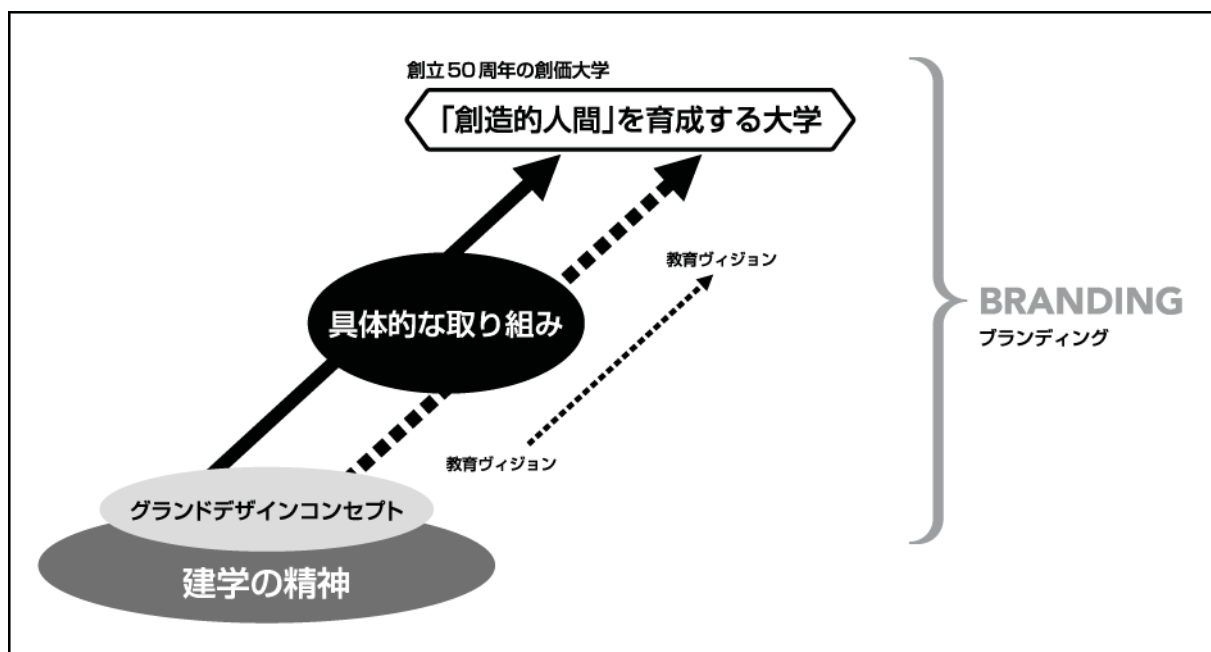 創立50周年の創価大学
「創造的人間」を育成する大学
教育ヴィジョン
BRANDING
具体的な取り組み
ブランディング
教育ヴィジョン
グランドデザインコンセプト
建学の精神